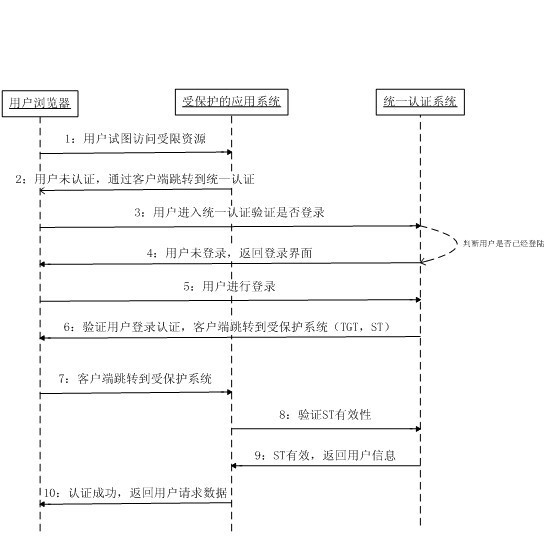 用户浏览器
受保护的应用系统
统一认证系统
1：用户试图访问受限资源
2：用户未认证，通过客户端跳转到统一认证
3：用户进入统一认证验证是否登录
判断用户是否已经登陆
4：用户未登录，返回登录界面
5：用户进行登录
6：验证用户登录认证，客户端跳转到受保护系统（TGT，ST）
7：客户端跳转到受保护系统
8：验证ST有效性
9：ST有效，返回用户信息
10：认证成功，返回用户请求数据